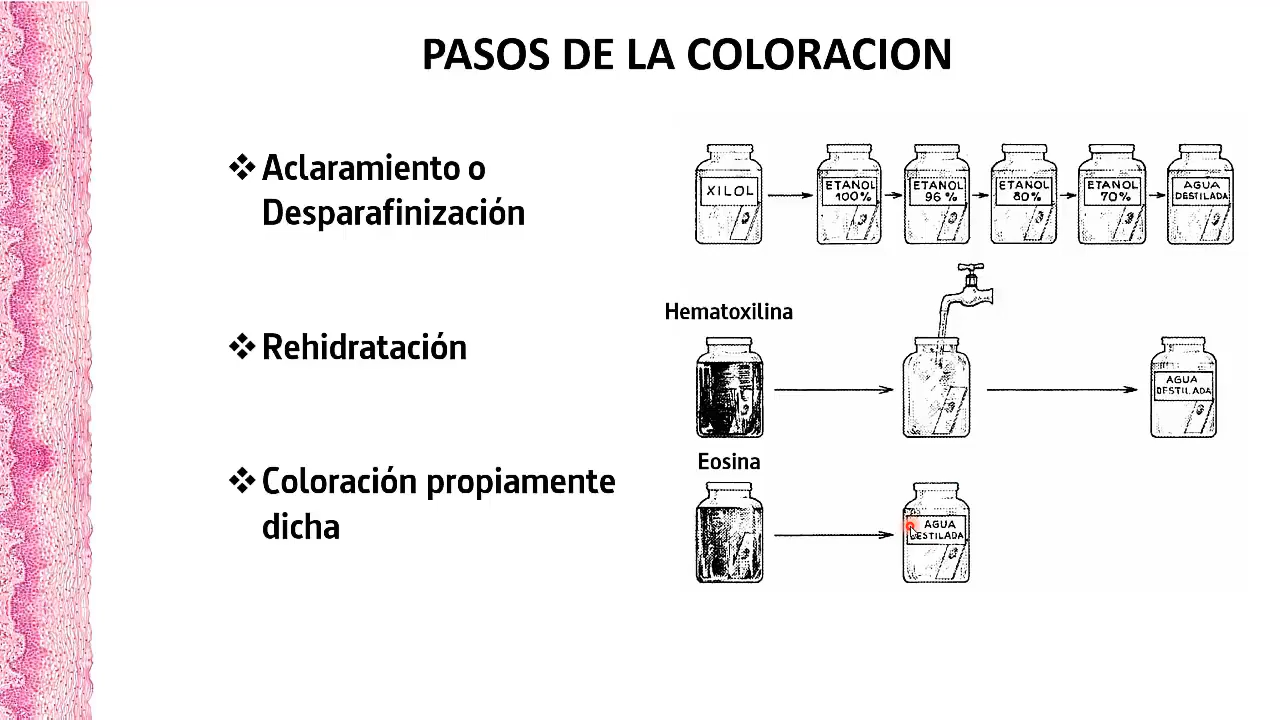 PASOS DE LA COLORACION
Aclaramiento o
Desparafinización
Rehidratación
Coloración propiamente
dicha
XILOL
ETANOL
100%
ETANOL
96 %
ETANOL
80%
ETANOL
70%
AGUA
DESTILADA
Hematoxilina
AGUA
DESTILADA
Eosina
AGUA
DESTILADA